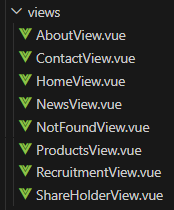 views
AboutView.vue
ContactView.vue
HomeView.vue
NewsView.vue
NotFoundView.vue
ProductsView.vue
RecruitmentView.vue
ShareHolderView.vue